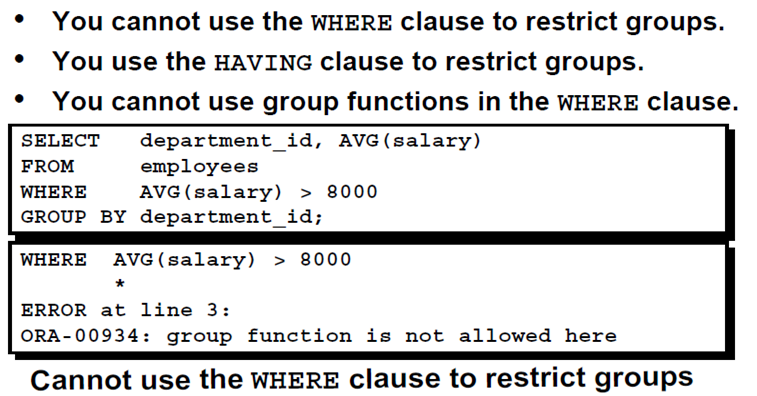 • You cannot use the WHERE clause to restrict groups.
• You use the HAVING clause to restrict groups.
• You cannot use group functions in the WHERE clause.
SELECT department_id, AVG(salary)
FROM employees
WHERE AVG(salary) > 8000
GROUP BY department_id;
WHERE AVG(salary) > 8000
*
ERROR at line 3:
ORA-00934: group function is not allowed here
Cannot use the WHERE clause to restrict groups